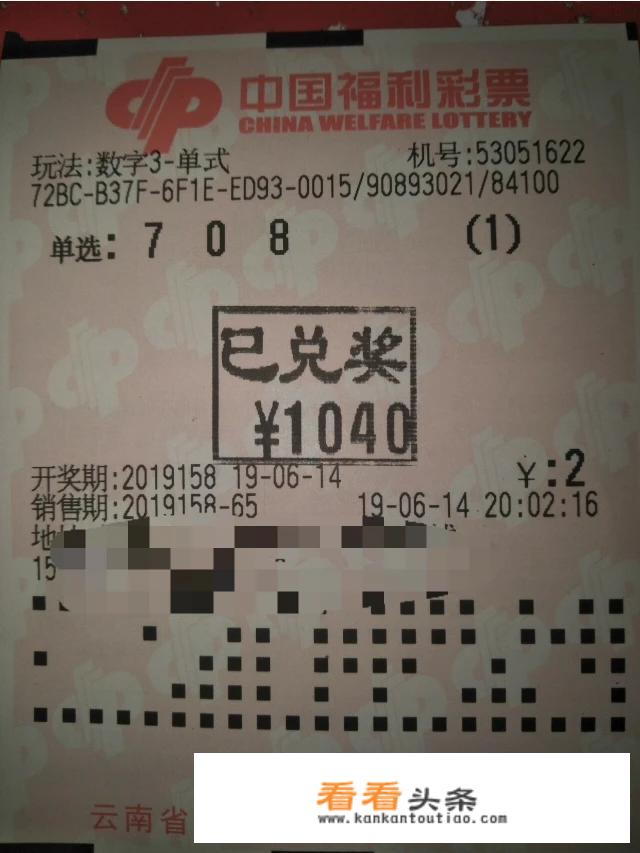 中国福利彩票
CHINA WELFARE LOTTERY
玩法:数字3-单式 机号:53051622
72BC-B37F-6F1E-ED93-0015/90893021/84100
单选: 7 0 8 (1)
已兑奖
¥1040
开奖期:2019158 19-06-14 ¥:2
销售期:2019158-65 19-06-14 20:02:16
15
云南省
看看头条
www.kankantoutiao.com